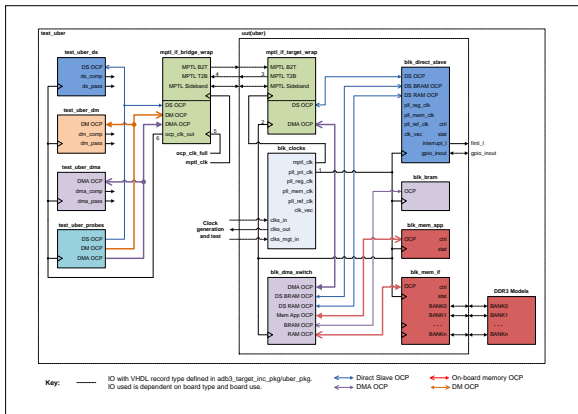 test_uber
uut(uber)
test_uber_ds
DS OCP
ds_comp
ds_pass
test_uber_dm
DM OCP
dm_comp
dm_pass
test_uber_dma
DMA OCP
dma_comp
dma_pass
test_uber_probes
DS OCP
DM OCP
DMA OCP
mptl_if_bridge_wrap
MPTL B2T
MPTL T2B
MPTL Sideband
DS OCP
DM OCP
DMA OCP
ocp_clk_out
4
3
5
6
ocp_clk_full
mptl_clk
mptl_if_target_wrap
MPTL B2T
MPTL T2B
MPTL Sideband
DS OCP
DMA OCP
2
1
blk_clocks
mptl_clk
pll_pri_clk
pll_reg_clk
pll_mem_clk
pll_ref_clk
clk_vec
clks_in
clks_out
clks_mgt_in
Clock
generation
and test
blk_dma_switch
DMA OCP
DS BRAM OCP
DS RAM OCP
Mem App OCP
BRAM OCP
RAM OCP
blk_direct_slave
DS OCP
DS BRAM OCP
DS RAM OCP
pll_reg_clk
pll_mem_clk
pll_ref_clk
clk_vec
ctrl
stat
interrupt_l
gpio_inout
finti_l
gpio_inout
blk_bram
OCP
blk_mem_app
OCP
ctrl
stat
blk_mem_if
OCP
ctrl
stat
BANK0
BANK1
- - -
BANKn
DDR3 Models
BANK0
BANK1
- - -
BANKn
Key:
IO with VHDL record type defined in adb3_target_inc_pkg/uber_pkg.
IO used is dependent on board type and board use.
Direct Slave OCP
DMA OCP
On-board memory OCP
DM OCP